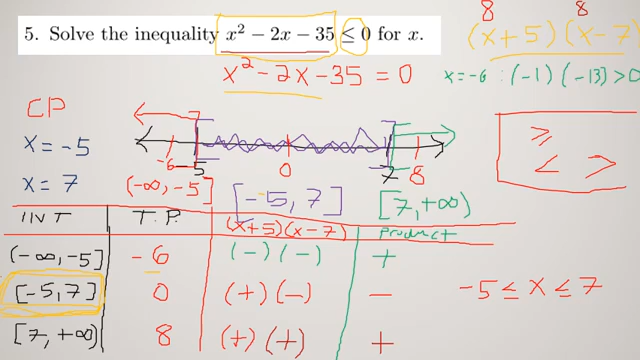 5. Solve the inequality x² − 2x − 35 ≤ 0 for x.
8 8
(x+5)(x-7)
x²-2x-35 = 0
x=-6 : (-1)(-13)>0
CP
x = -5
x = 7
-6 -5 0 7 8
(-∞, -5] [-5, 7] [7, +∞)
≥
< >
INT T.P. (x+5)(x-7) product
(-∞, -5) -6 (-)(-) +
[-5, 7] 0 (+)(-) -
[7, +∞) 8 (+)(+) +
-5 ≤ x ≤ 7